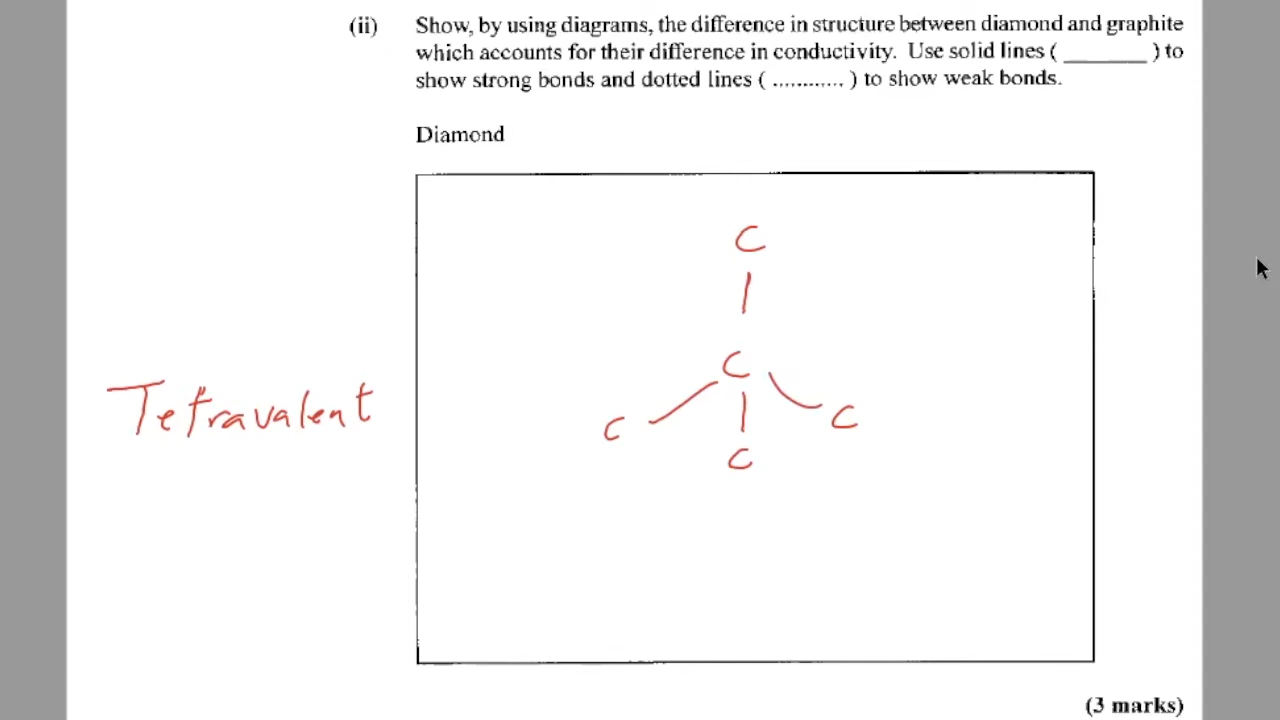 (ii) Show, by using diagrams, the difference in structure between diamond and graphite
which accounts for their difference in conductivity. Use solid lines ( ________ ) to
show strong bonds and dotted lines ( ............ ) to show weak bonds.
Diamond
C
C
C
C
C
Tetravalent
(3 marks)